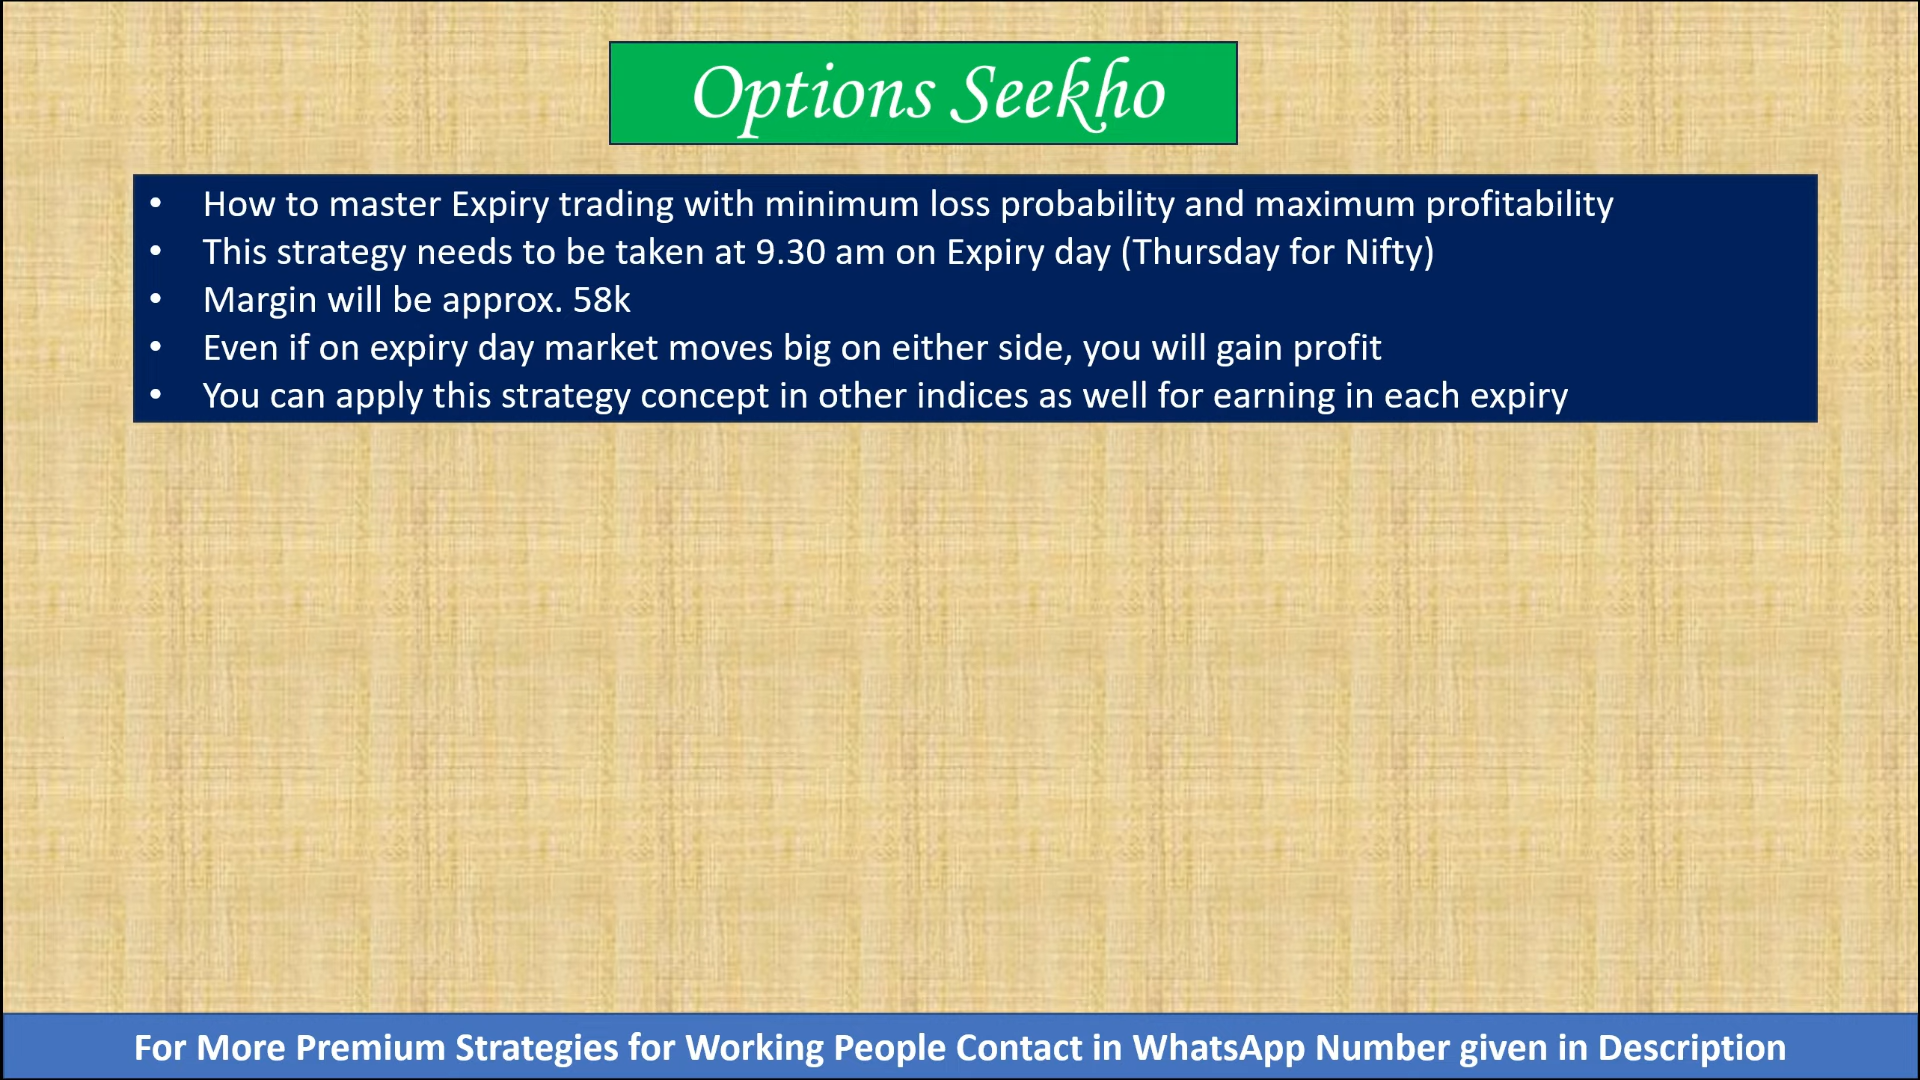 Options Seekho
• How to master Expiry trading with minimum loss probability and maximum profitability
• This strategy needs to be taken at 9.30 am on Expiry day (Thursday for Nifty)
• Margin will be approx. 58k
• Even if on expiry day market moves big on either side, you will gain profit
• You can apply this strategy concept in other indices as well for earning in each expiry
For More Premium Strategies for Working People Contact in WhatsApp Number given in Description